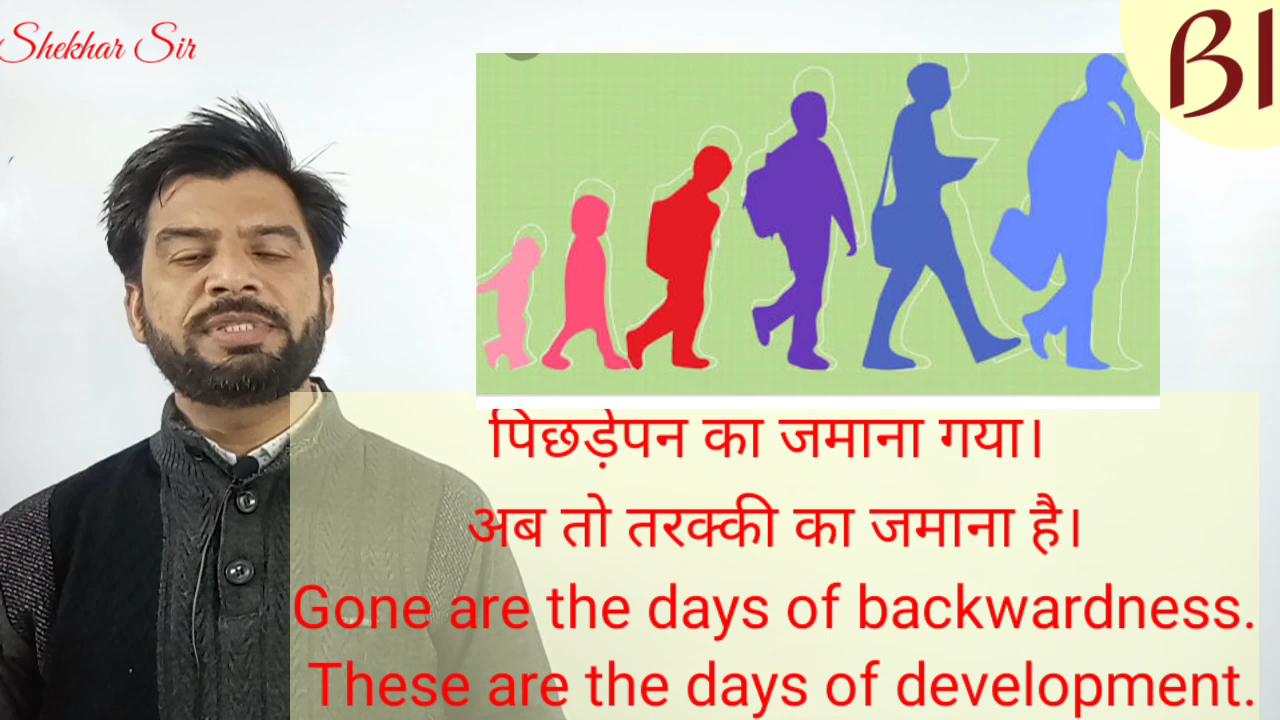 Shekhar Sir
BI
पिछड़ेपन का जमाना गया।
अब तो तरक्की का जमाना है।
Gone are the days of backwardness.
These are the days of development.